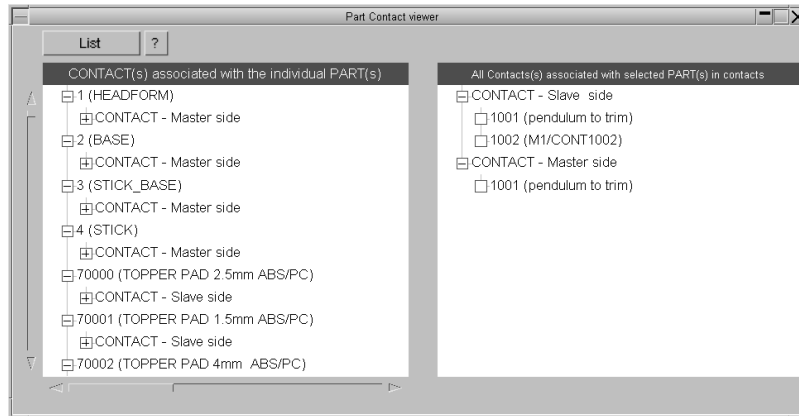 Part Contact viewer
List ?
CONTACT(s) associated with the individual PART(s)
1 (HEADFORM)
CONTACT - Master side
2 (BASE)
CONTACT - Master side
3 (STICK_BASE)
CONTACT - Master side
4 (STICK)
CONTACT - Master side
70000 (TOPPER PAD 2.5mm ABS/PC)
CONTACT - Slave side
70001 (TOPPER PAD 1.5mm ABS/PC)
CONTACT - Slave side
70002 (TOPPER PAD 4mm  ABS/PC)
All Contacts(s) associated with selected PART(s) in contacts
CONTACT - Slave  side
1001 (pendulum to trim)
1002 (M1/CONT1002)
CONTACT - Master side
1001 (pendulum to trim)